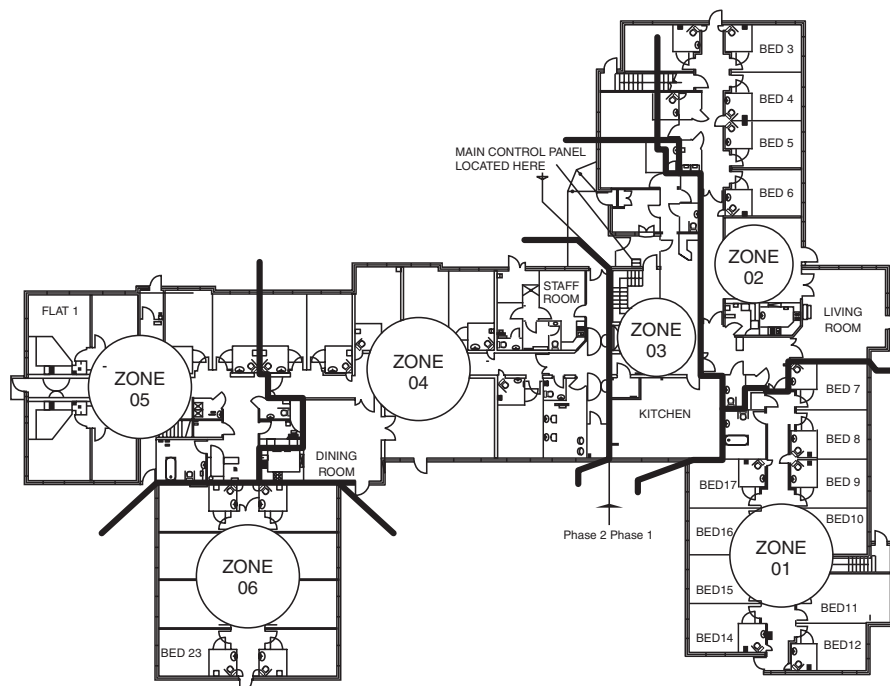 BED 3
BED 4
BED 5
BED 6
MAIN CONTROL PANEL
LOCATED HERE
ZONE
02
STAFF
ROOM
FLAT 1
LIVING
ROOM
ZONE
03
ZONE
04
ZONE
05
BED 7
KITCHEN
BED 8
DINING
ROOM
BED 9
BED17
BED10
BED16
Phase 2 Phase 1
ZONE
01
ZONE
06
BED15
BED11
BED14
BED12
BED 23